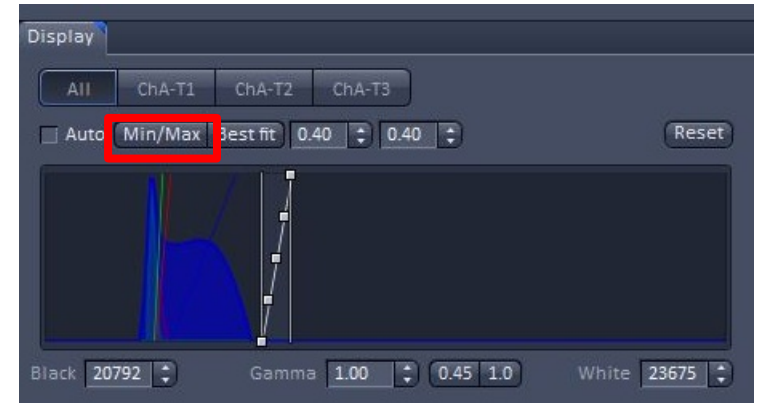 Display
All ChA-T1 ChA-T2 ChA-T3
Auto Min/Max Best fit 0.40 0.40 Reset
Black 20792 Gamma 1.00 0.45 1.0 White 23675